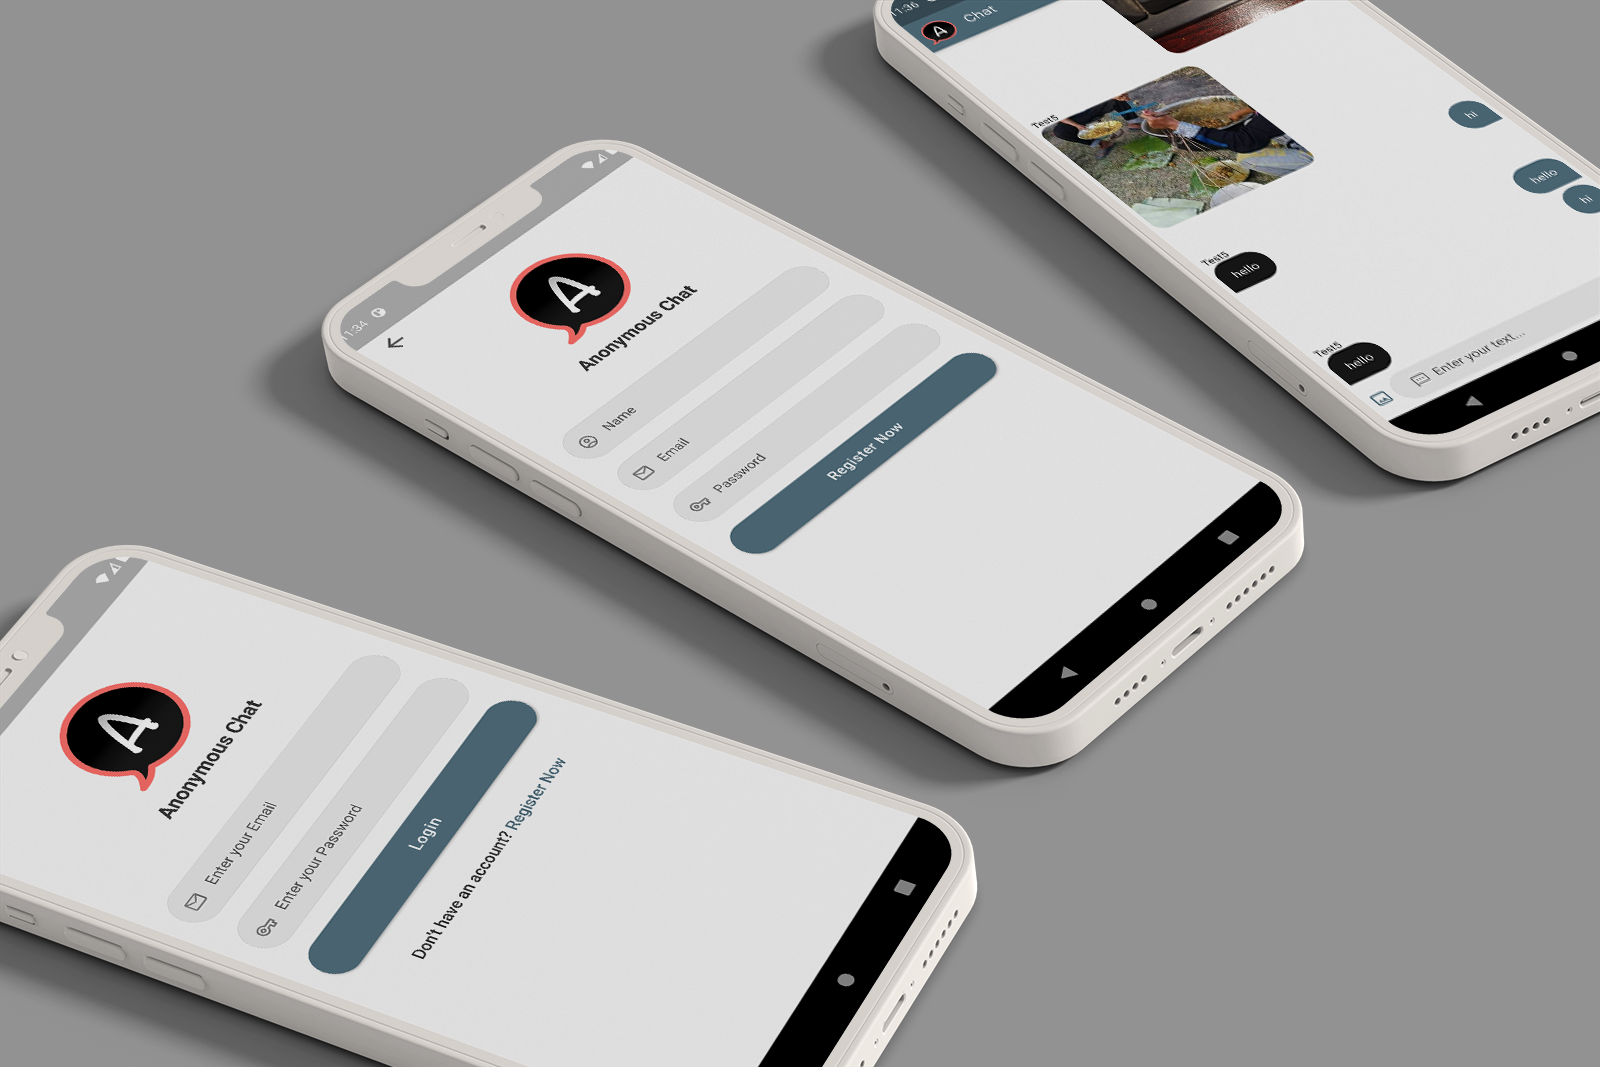 A
Anonymous Chat
Enter your Email
Enter your Password
Login
Don't have an account? Register Now
1:34
A
Anonymous Chat
Name
Email
Password
Register Now
11:36
A
Chat
Test5
hi
hello
hi
Test5
hello
Test5
hello
Enter your text...